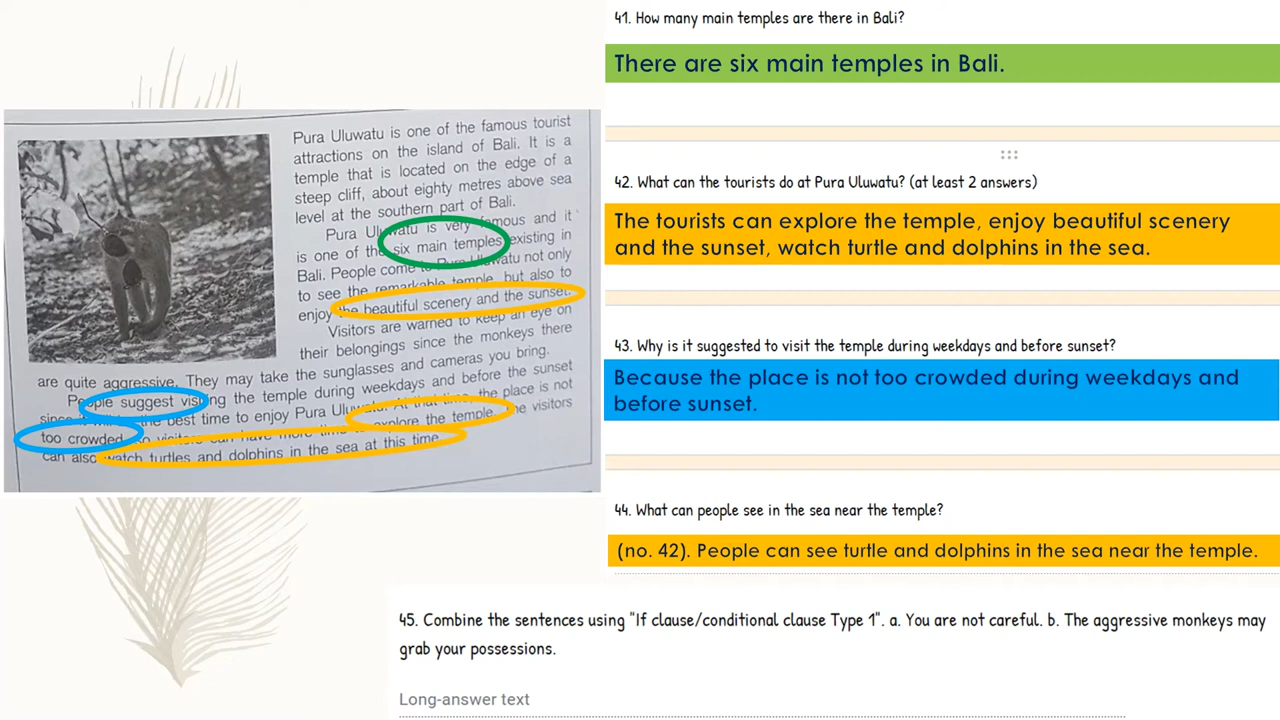 Pura Uluwatu is one of the famous tourist
attractions on the island of Bali. It is a
temple that is located on the edge of a
steep cliff, about eighty metres above sea
level at the southern part of Bali.
Pura Uluwatu is very famous and it
is one of the six main temples existing in
Bali. People come to Pura Uluwatu not only
to see the remarkable temple, but also to
enjoy the beautiful scenery and the sunset.
Visitors are warned to keep an eye on
their belongings since the monkeys there
are quite aggressive. They may take the sunglasses and cameras you bring.
People suggest visiting the temple during weekdays and before the sunset
since it will be the best time to enjoy Pura Uluwatu. At that time, the place is not
too crowded so visitors can have more time to explore the temple. The visitors
can also watch turtles and dolphins in the sea at this time.
41. How many main temples are there in Bali?
There are six main temples in Bali.
42. What can the tourists do at Pura Uluwatu? (at least 2 answers)
The tourists can explore the temple, enjoy beautiful scenery
and the sunset, watch turtle and dolphins in the sea.
43. Why is it suggested to visit the temple during weekdays and before sunset?
Because the place is not too crowded during weekdays and
before sunset.
44. What can people see in the sea near the temple?
(no. 42). People can see turtle and dolphins in the sea near the temple.
45. Combine the sentences using "If clause/conditional clause Type 1". a. You are not careful. b. The aggressive monkeys may
grab your possessions.
Long-answer text